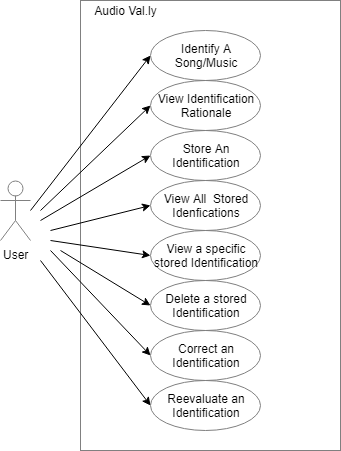 Audio Val.ly
Identify A
Song/Music
View Identification
Rationale
Store An
Identification
View All  Stored
Idenfications
View a specific
stored Identification
User
Delete a stored
Identification
Correct an
Identification
Reevaluate an
Identification